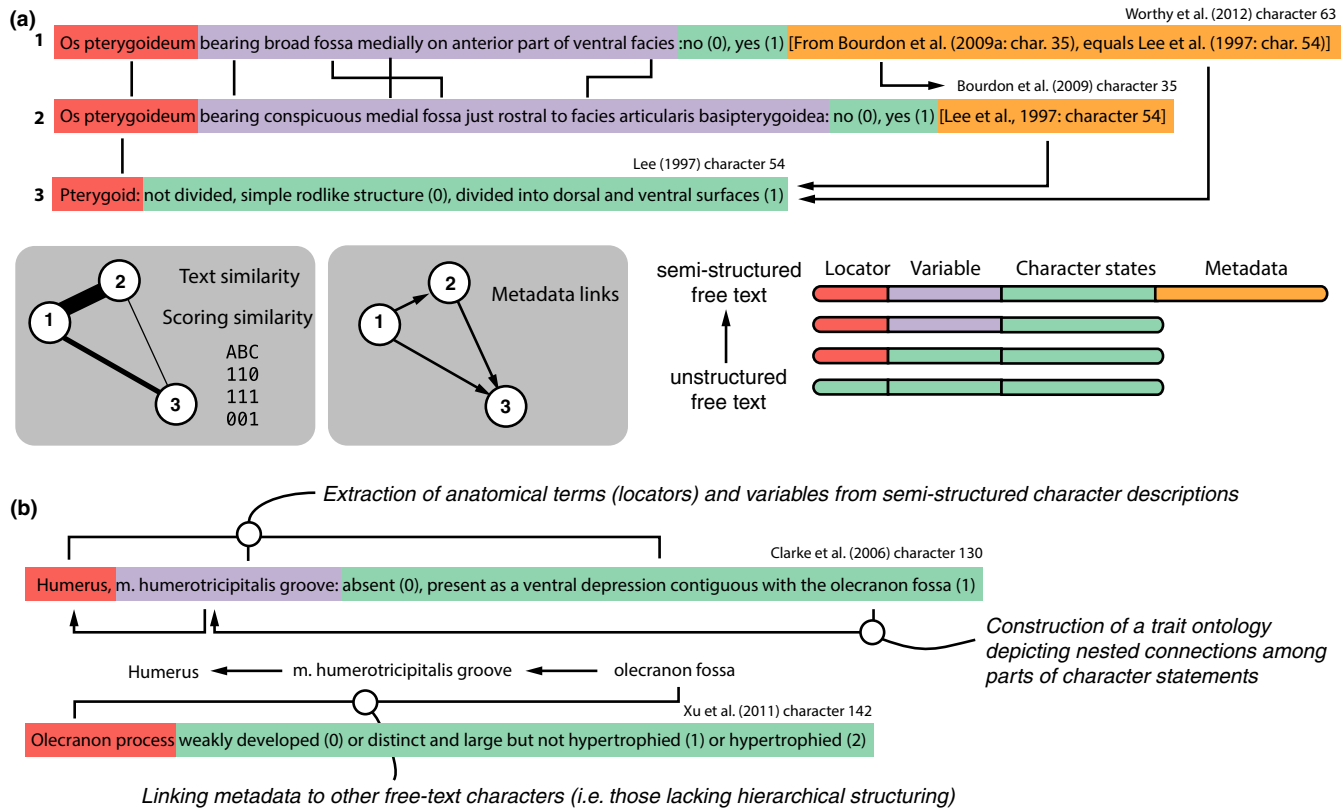 (a)
Worthy et al. (2012) character 63
1 Os pterygoideum bearing broad fossa medially on anterior part of ventral facies :no (0), yes (1) [From Bourdon et al. (2009a: char. 35), equals Lee et al. (1997: char. 54)]
Bourdon et al. (2009) character 35
2 Os pterygoideum bearing conspicuous medial fossa just rostral to facies articularis basipterygoidea: no (0), yes (1) [Lee et al., 1997: character 54]
Lee (1997) character 54
3 Pterygoid: not divided, simple rodlike structure (0), divided into dorsal and ventral surfaces (1)
1
2
3
Text similarity
Scoring similarity
ABC
110
111
001
1
2
3
Metadata links
semi-structured
free text
unstructured
free text
Locator Variable Character states Metadata
(b)
Extraction of anatomical terms (locators) and variables from semi-structured character descriptions
Clarke et al. (2006) character 130
Humerus, m. humerotricipitalis groove: absent (0), present as a ventral depression contiguous with the olecranon fossa (1)
Construction of a trait ontology
depicting nested connections among
parts of character statements
Humerus m. humerotricipitalis groove olecranon fossa
Xu et al. (2011) character 142
Olecranon process weakly developed (0) or distinct and large but not hypertrophied (1) or hypertrophied (2)
Linking metadata to other free-text characters (i.e. those lacking hierarchical structuring)